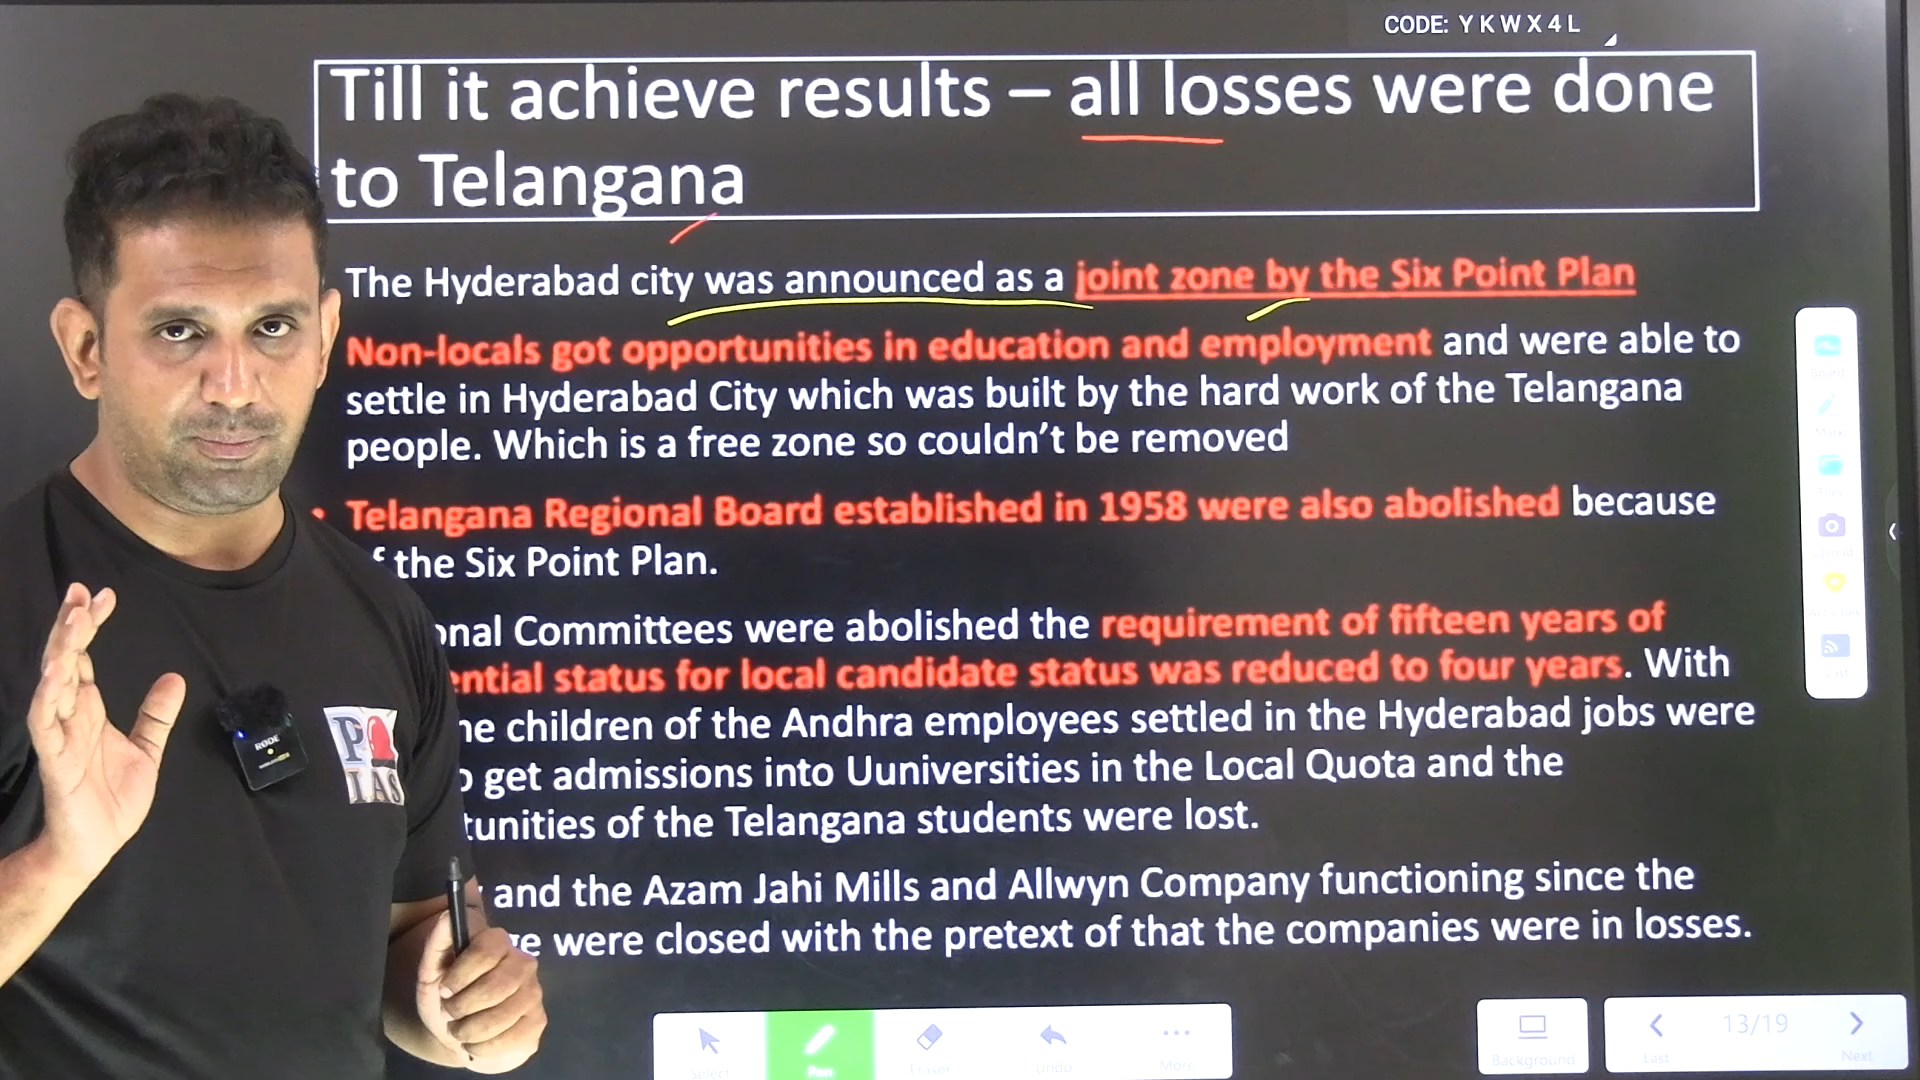 CODE: YKWX4L
Till it achieve results – all losses were done
to Telangana
The Hyderabad city was announced as a joint zone by the Six Point Plan
Non-locals got opportunities in education and employment and were able to
settle in Hyderabad City which was built by the hard work of the Telangana
people. Which is a free zone so couldn't be removed
• Telangana Regional Board established in 1958 were also abolished because
f the Six Point Plan.
onal Committees were abolished the requirement of fifteen years of
ential status for local candidate status was reduced to four years. With
he children of the Andhra employees settled in the Hyderabad jobs were
o get admissions into Uuniversities in the Local Quota and the
tunities of the Telangana students were lost.
and the Azam Jahi Mills and Allwyn Company functioning since the
ge were closed with the pretext of that the companies were in losses.
RODE
IAS
Select
Pen
Eraser
Undo
More
Background
13/19
Last
Next